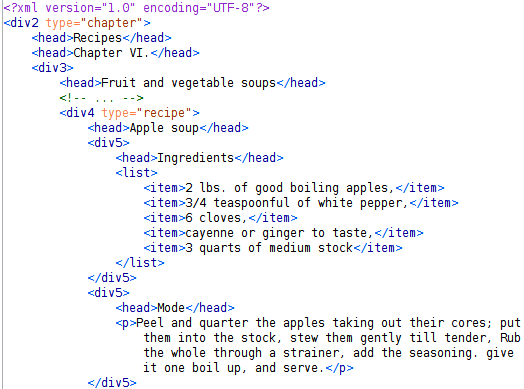 <?xml version="1.0" encoding="UTF-8"?>
<div2 type="chapter">
<head>Recipes</head>
<head>Chapter VI.</head>
<div3>
<head>Fruit and vegetable soups</head>
<!-- ... -->
<div4 type="recipe">
<head>Apple soup</head>
<div5>
<head>Ingredients</head>
<list>
<item>2 lbs. of good boiling apples,</item>
<item>3/4 teaspoonful of white pepper,</item>
<item>6 cloves,</item>
<item>cayenne or ginger to taste,</item>
<item>3 quarts of medium stock</item>
</list>
</div5>
<div5>
<head>Mode</head>
<p>Peel and quarter the apples taking out their cores; put
them into the stock, stew them gently till tender, Rub
the whole through a strainer, add the seasoning. give
it one boil up, and serve.</p>
</div5>